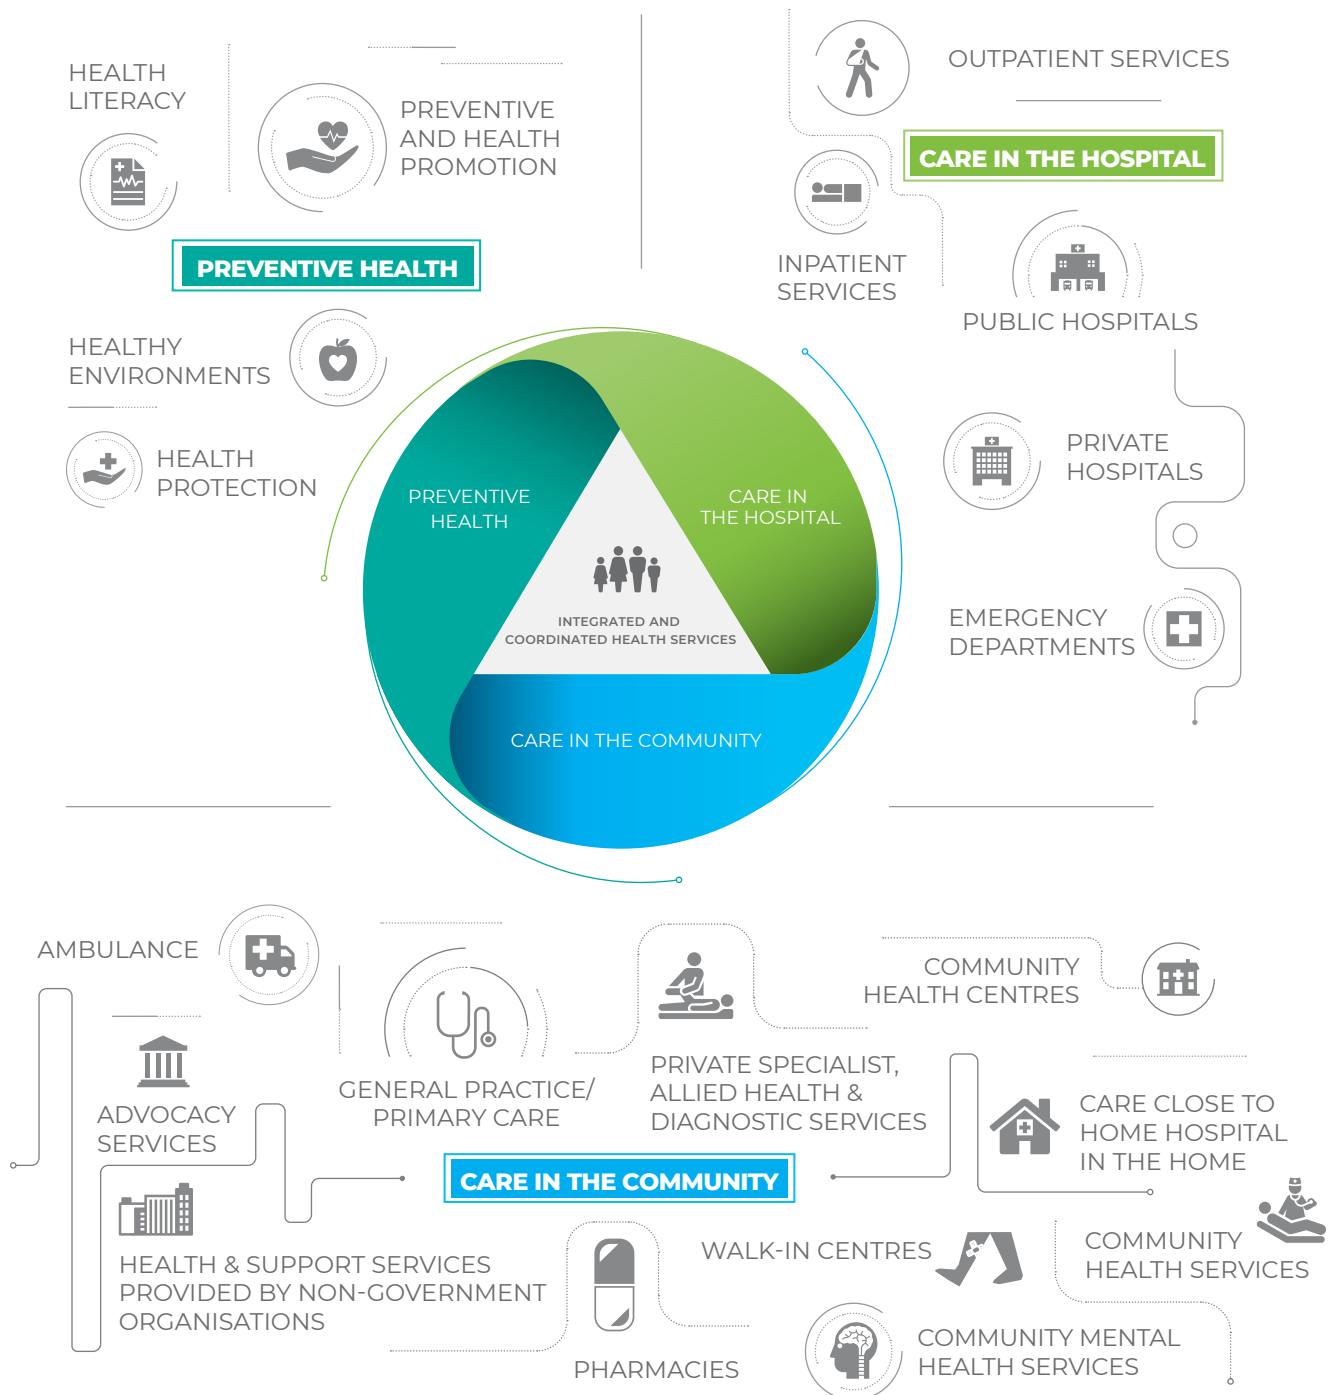 HEALTH
LITERACY
PREVENTIVE
AND HEALTH
PROMOTION
PREVENTIVE HEALTH
HEALTHY
ENVIRONMENTS
HEALTH
PROTECTION
OUTPATIENT SERVICES
CARE IN THE HOSPITAL
INPATIENT
SERVICES
PUBLIC HOSPITALS
PRIVATE
HOSPITALS
EMERGENCY
DEPARTMENTS
PREVENTIVE
HEALTH
CARE IN
THE HOSPITAL
INTEGRATED AND
COORDINATED HEALTH SERVICES
CARE IN THE COMMUNITY
AMBULANCE
ADVOCACY
SERVICES
GENERAL PRACTICE/
PRIMARY CARE
PRIVATE SPECIALIST,
ALLIED HEALTH &
DIAGNOSTIC SERVICES
COMMUNITY
HEALTH CENTRES
CARE CLOSE TO
HOME HOSPITAL
IN THE HOME
CARE IN THE COMMUNITY
HEALTH & SUPPORT SERVICES
PROVIDED BY NON-GOVERNMENT
ORGANISATIONS
PHARMACIES
WALK-IN CENTRES
COMMUNITY
HEALTH SERVICES
COMMUNITY MENTAL
HEALTH SERVICES